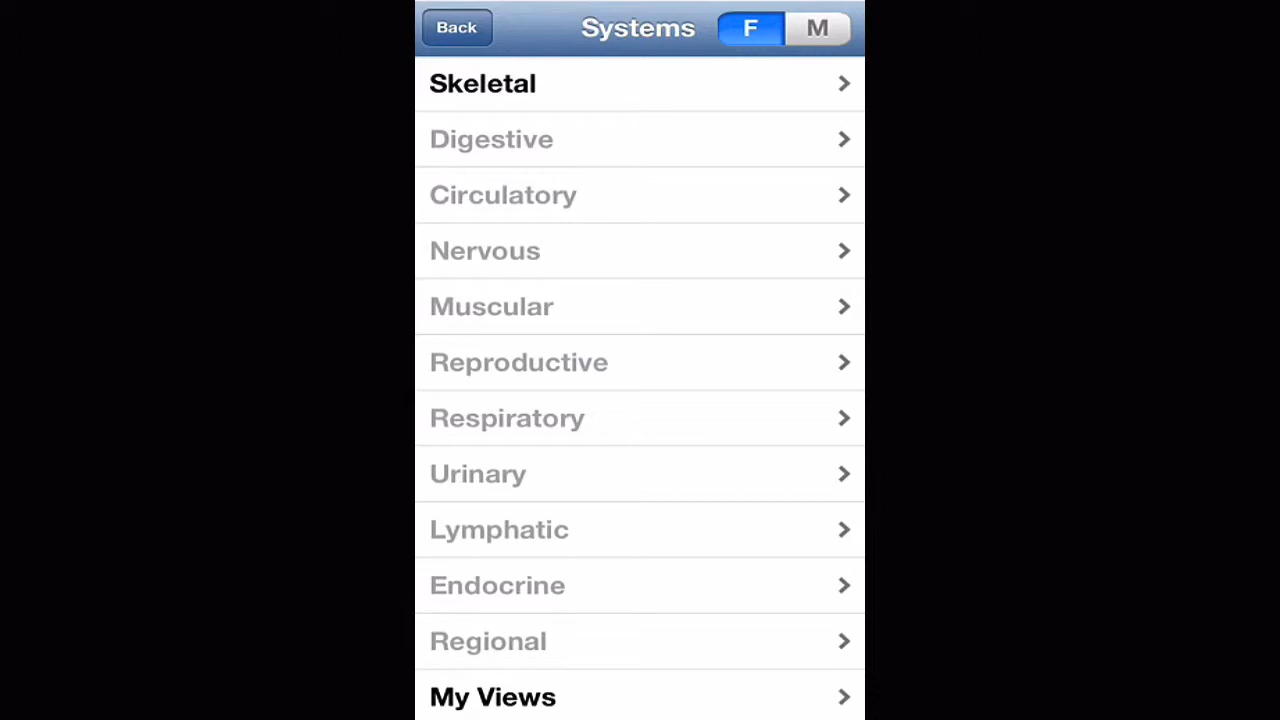 Back Systems F M
Skeletal
Digestive
Circulatory
Nervous
Muscular
Reproductive
Respiratory
Urinary
Lymphatic
Endocrine
Regional
My Views